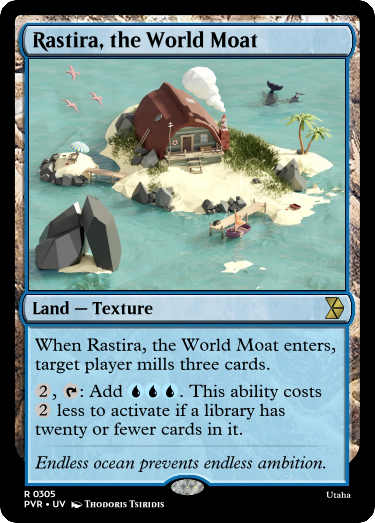 Rastira, the World Moat
Land — Texture
When Rastira, the World Moat enters,
target player mills three cards.
2, : Add . This ability costs
2 less to activate if a library has
twenty or fewer cards in it.
Endless ocean prevents endless ambition.
R 0305
PVR • UV Thodoris Tsiridis
Utaha